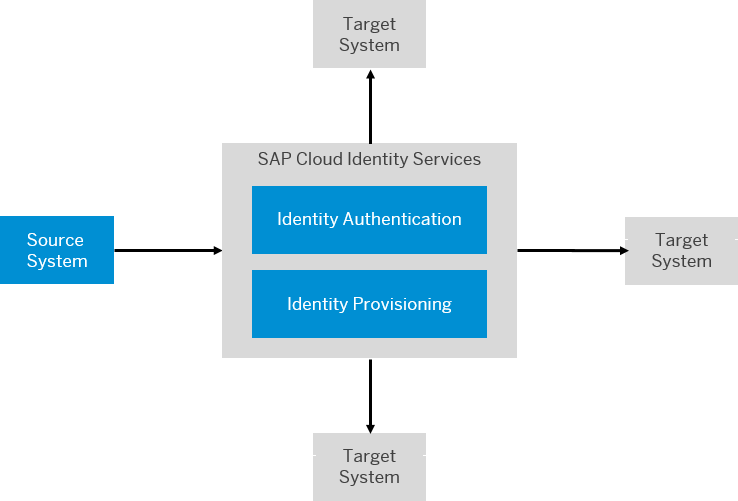 Target
System
SAP Cloud Identity Services
Identity Authentication
Source
System
Target
System
Identity Provisioning
Target
System